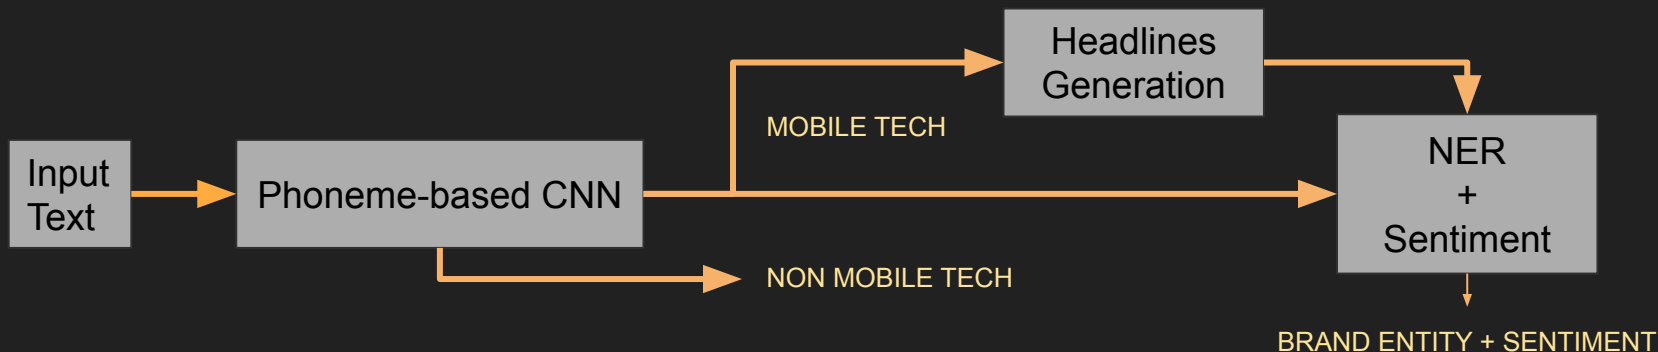 Headlines
Generation
MOBILE TECH
Input
Text
Phoneme-based CNN
NER
+
Sentiment
NON MOBILE TECH
BRAND ENTITY + SENTIMENT